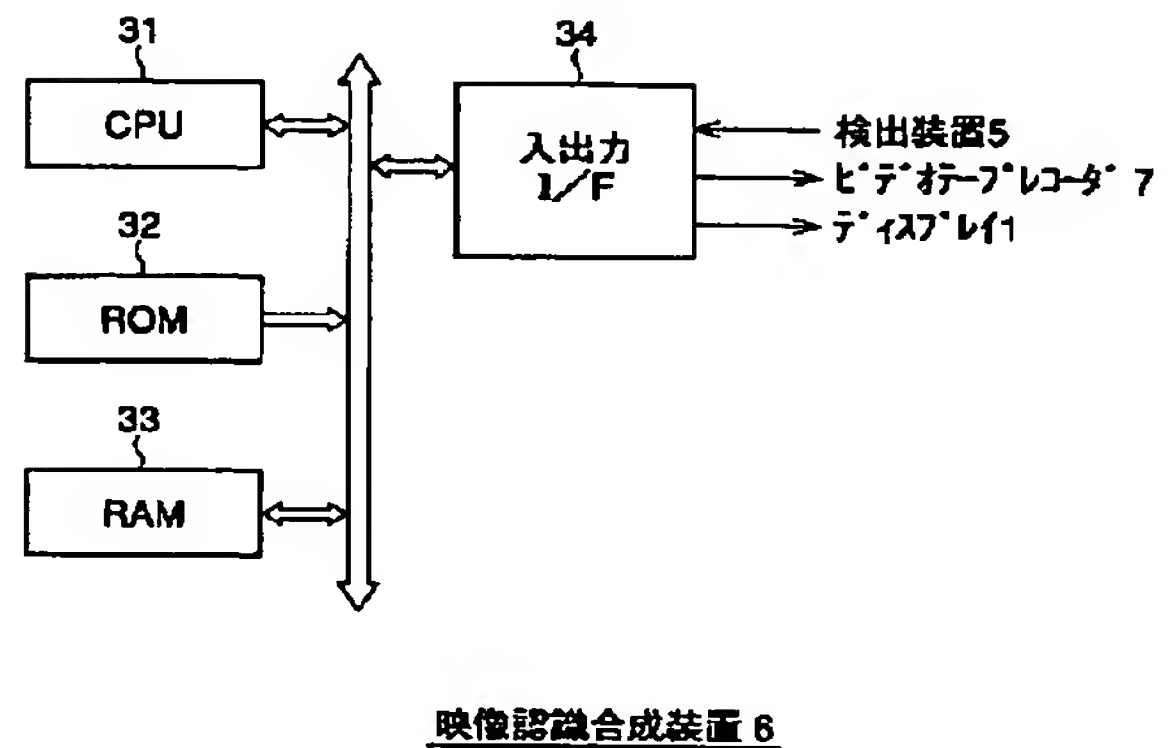 31
CPU
32
ROM
33
RAM
34
入出力
I/F
検出装置5
ビデオテープレコーダ 7
ディスプレイ1
映像認識合成装置 6